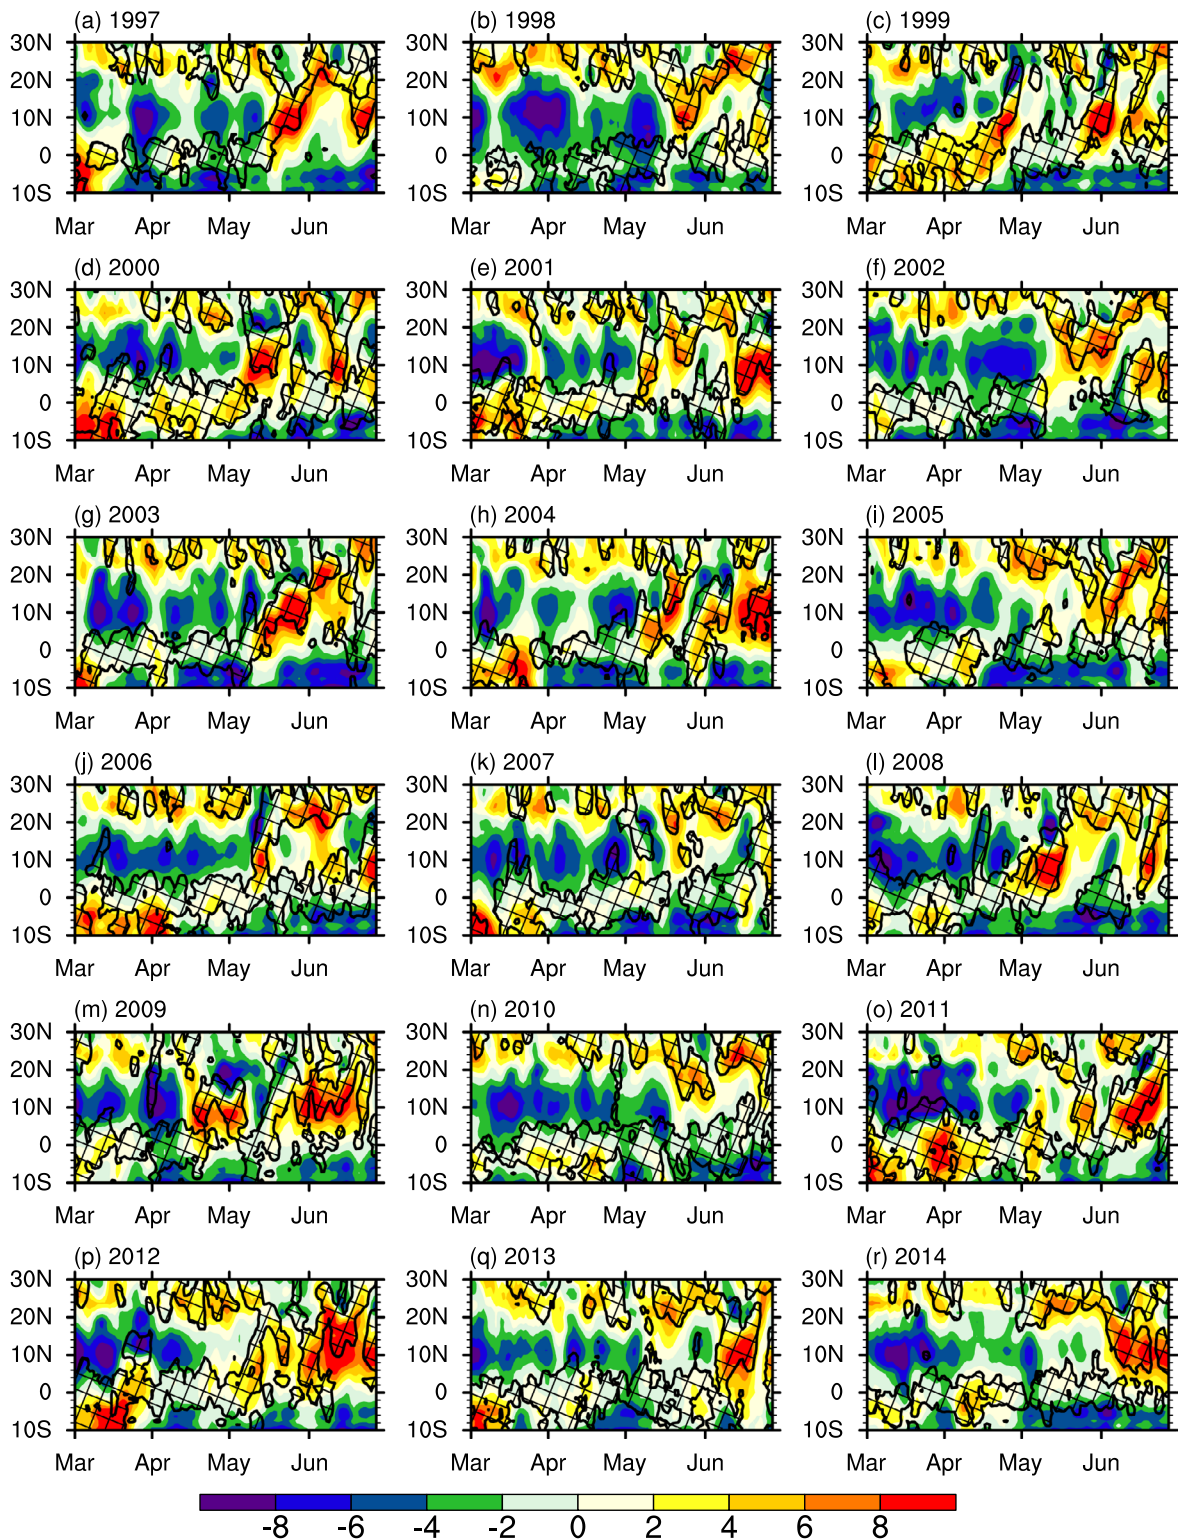 (a) 1997 (b) 1998 (c) 1999
30N 30N 30N
20N 20N 20N
10N 10N 10N
0 0 0
10S 10S 10S
Mar Apr May Jun Mar Apr May Jun Mar Apr May Jun
(d) 2000 (e) 2001 (f) 2002
30N 30N 30N
20N 20N 20N
10N 10N 10N
0 0 0
10S 10S 10S
Mar Apr May Jun Mar Apr May Jun Mar Apr May Jun
(g) 2003 (h) 2004 (i) 2005
30N 30N 30N
20N 20N 20N
10N 10N 10N
0 0 0
10S 10S 10S
Mar Apr May Jun Mar Apr May Jun Mar Apr May Jun
(j) 2006 (k) 2007 (l) 2008
30N 30N 30N
20N 20N 20N
10N 10N 10N
0 0 0
10S 10S 10S
Mar Apr May Jun Mar Apr May Jun Mar Apr May Jun
(m) 2009 (n) 2010 (o) 2011
30N 30N 30N
20N 20N 20N
10N 10N 10N
0 0 0
10S 10S 10S
Mar Apr May Jun Mar Apr May Jun Mar Apr May Jun
(p) 2012 (q) 2013 (r) 2014
30N 30N 30N
20N 20N 20N
10N 10N 10N
0 0 0
10S 10S 10S
Mar Apr May Jun Mar Apr May Jun Mar Apr May Jun
-8 -6 -4 -2 0 2 4 6 8